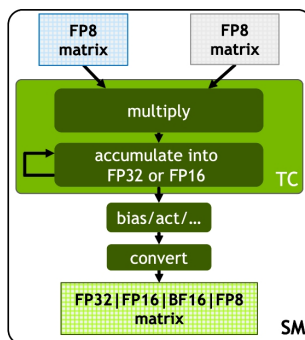 FP8
matrix
FP8
matrix
multiply
accumulate into
FP32 or FP16
TC
bias/act/...
convert
FP32|FP16|BF16|FP8
matrix
SM